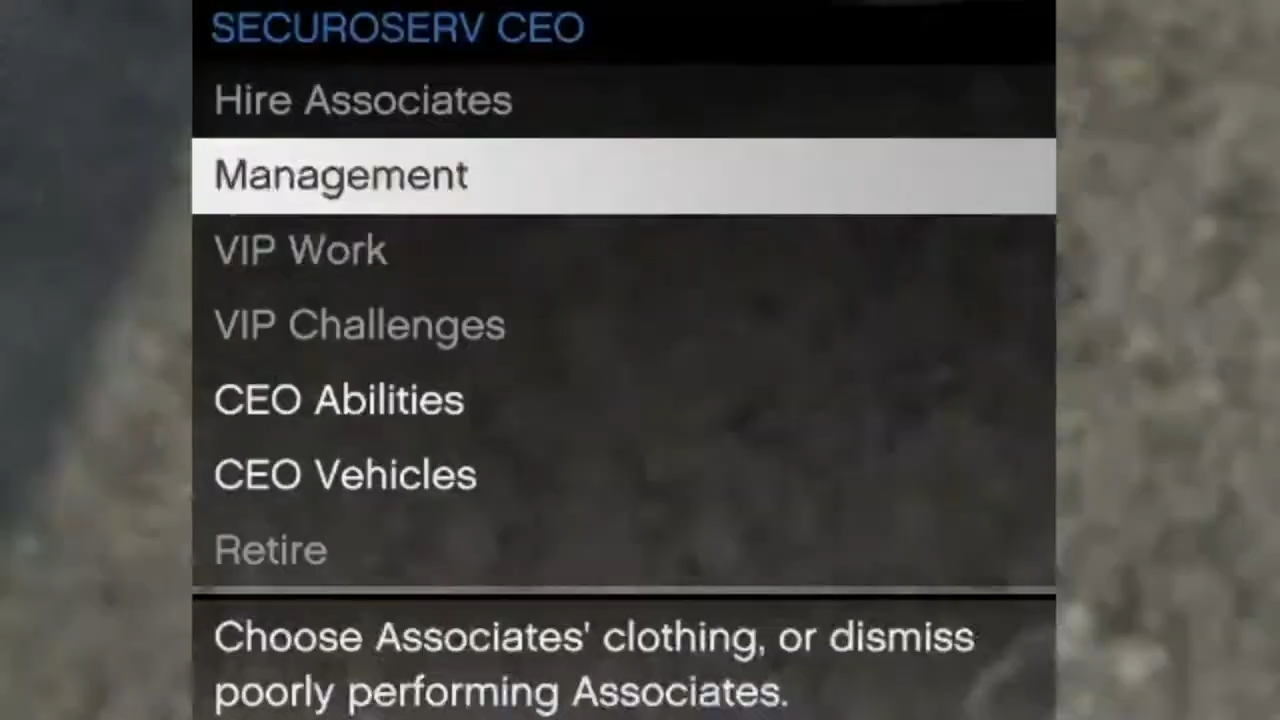 SECUROSERV CEO
Hire Associates
Management
VIP Work
VIP Challenges
CEO Abilities
CEO Vehicles
Retire
Choose Associates' clothing, or dismiss
poorly performing Associates.